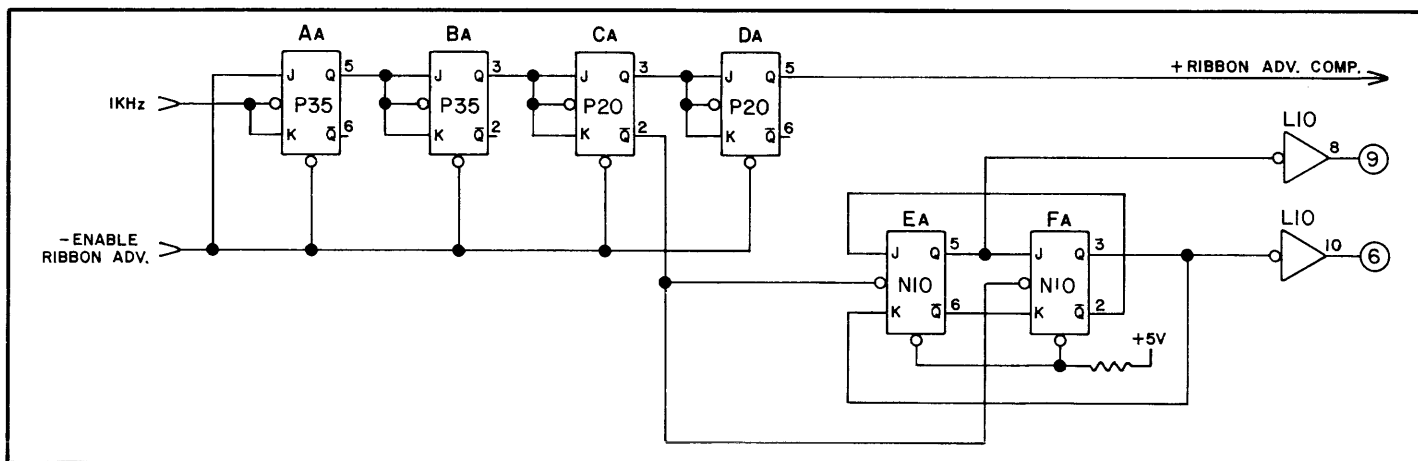 AA BA CA DA
J Q 5 J Q 3 J Q 3 J Q 5
+RIBBON ADV. COMP.
1KHz
P35 P35 P20 P20
K Q̅ 6 K Q̅ 2 K Q̅ 2 K Q̅ 6
L10
8 9
-ENABLE
RIBBON ADV.
EA FA
L10
J Q 5 J Q 3
10 6
N10 N10
K Q̅ 6 K Q̅ 2
+5V